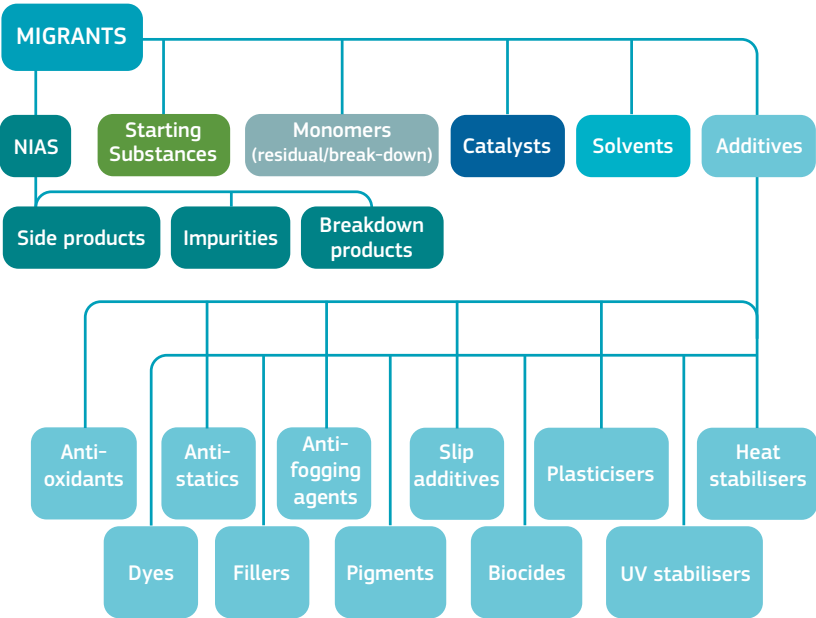 MIGRANTS
NIAS
Starting
Substances
Monomers
(residual/break-down)
Catalysts
Solvents
Additives
Side products
Impurities
Breakdown
products
Anti-
oxidants
Anti-
statics
Anti-
fogging
agents
Slip
additives
Plasticisers
Heat
stabilisers
Dyes
Fillers
Pigments
Biocides
UV stabilisers